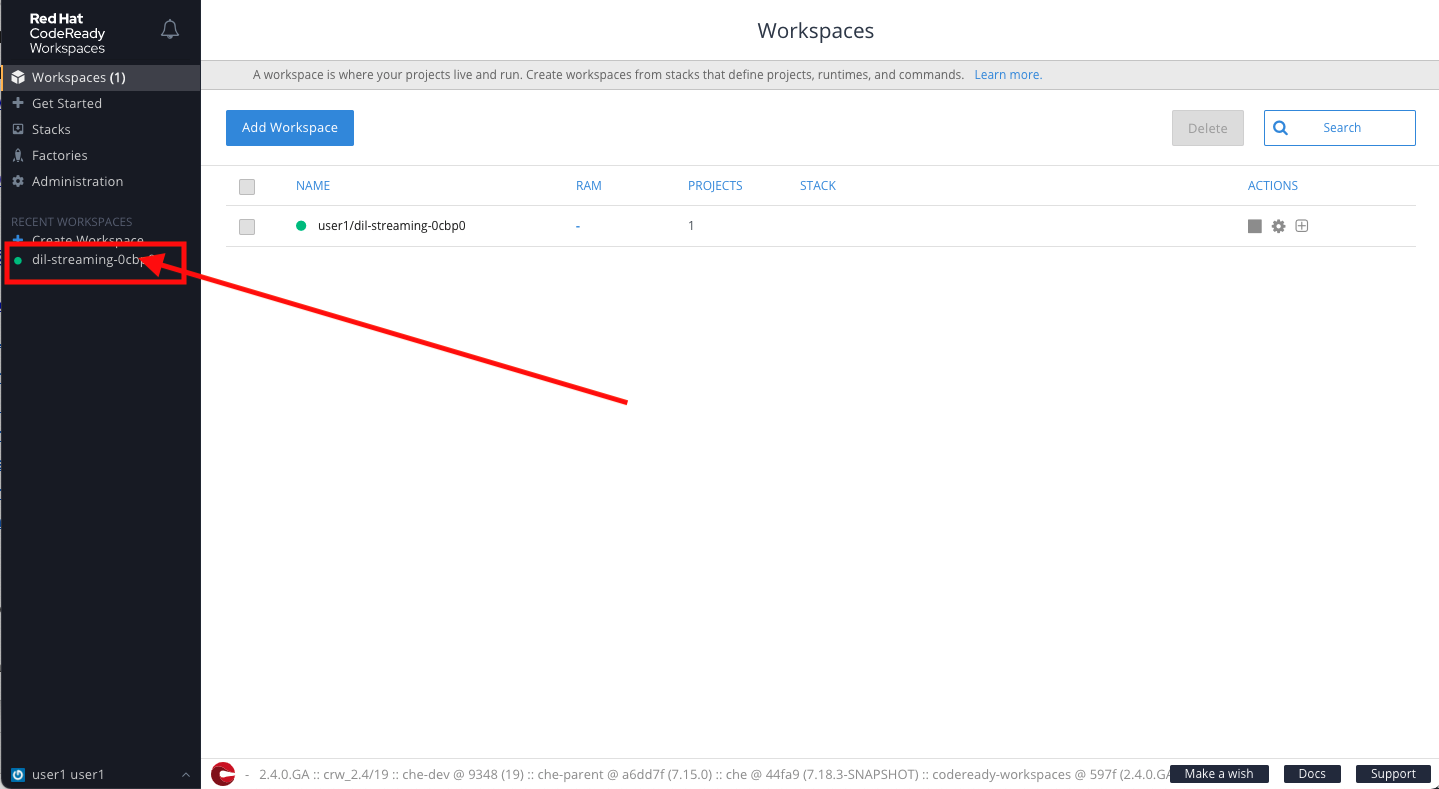 Red Hat
CodeReady
Workspaces
Workspaces (1)
Get Started
Stacks
Factories
Administration
RECENT WORKSPACES
Create Workspace
dil-streaming-0cbp0
user1 user1
Workspaces
A workspace is where your projects live and run. Create workspaces from stacks that define projects, runtimes, and commands. Learn more.
Add Workspace
Delete
Search
NAME RAM PROJECTS STACK ACTIONS
user1/dil-streaming-0cbp0 - 1
- 2.4.0.GA :: crw_2.4/19 :: che-dev @ 9348 (19) :: che-parent @ a6dd7f (7.15.0) :: che @ 44fa9 (7.18.3-SNAPSHOT) :: codeready-workspaces @ 597f (2.4.0.GA
Make a wish
Docs
Support